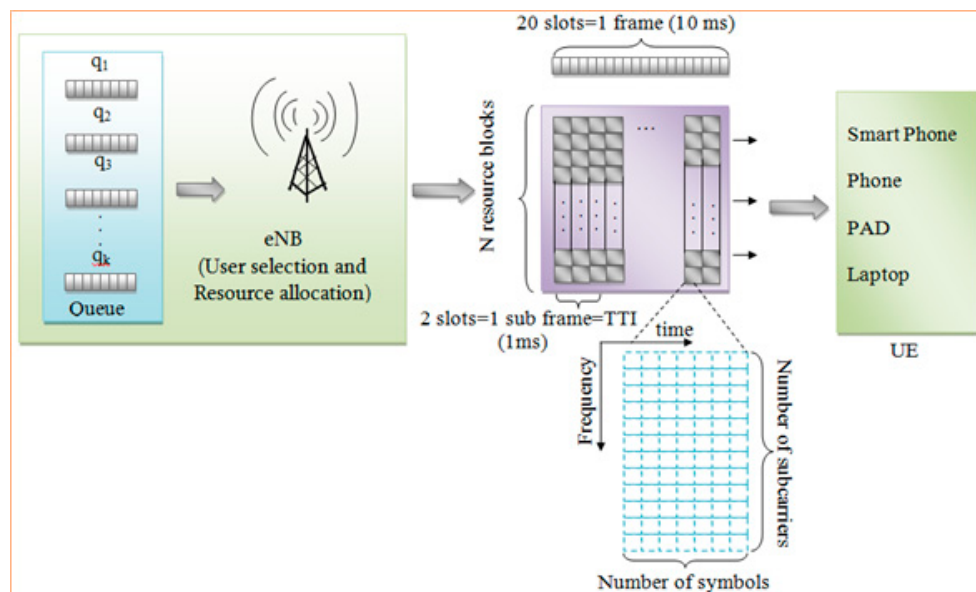 20 slots=1 frame (10 ms)
q1
q2
q3
qk
Queue
eNB
(User selection and
Resource allocation)
N resource blocks
...
2 slots=1 sub frame=TTI
(1ms)
time
Frequency
Number of subcarriers
Number of symbols
Smart Phone
Phone
PAD
Laptop
UE